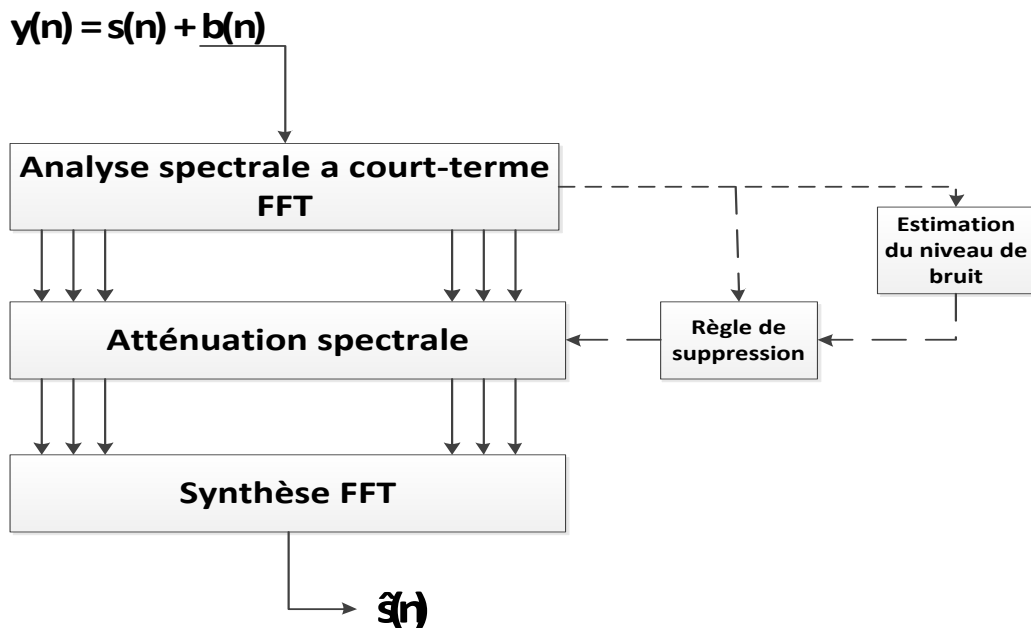 y(n) = s(n) + b(n)
Analyse spectrale a court-terme
FFT
Estimation
du niveau de
bruit
Atténuation spectrale
Règle de
suppression
Synthèse FFT
ŝ(n)